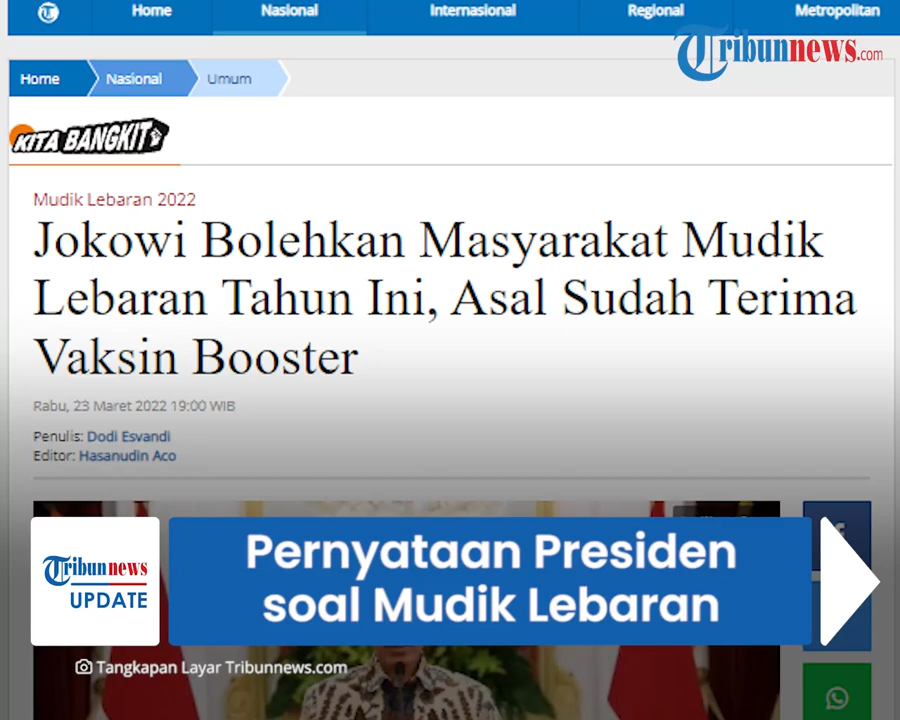 Home Nasional Internasional Regional Metropolitan
Tribunnews.com
Home Nasional Umum
KITA BANGKIT
Mudik Lebaran 2022
Jokowi Bolehkan Masyarakat Mudik
Lebaran Tahun Ini, Asal Sudah Terima
Vaksin Booster
Rabu, 23 Maret 2022 19:00 WIB
Penulis: Dodi Esvandi
Editor: Hasanudin Aco
Tribunnews
UPDATE
Pernyataan Presiden
soal Mudik Lebaran
Tangkapan Layar Tribunnews.com